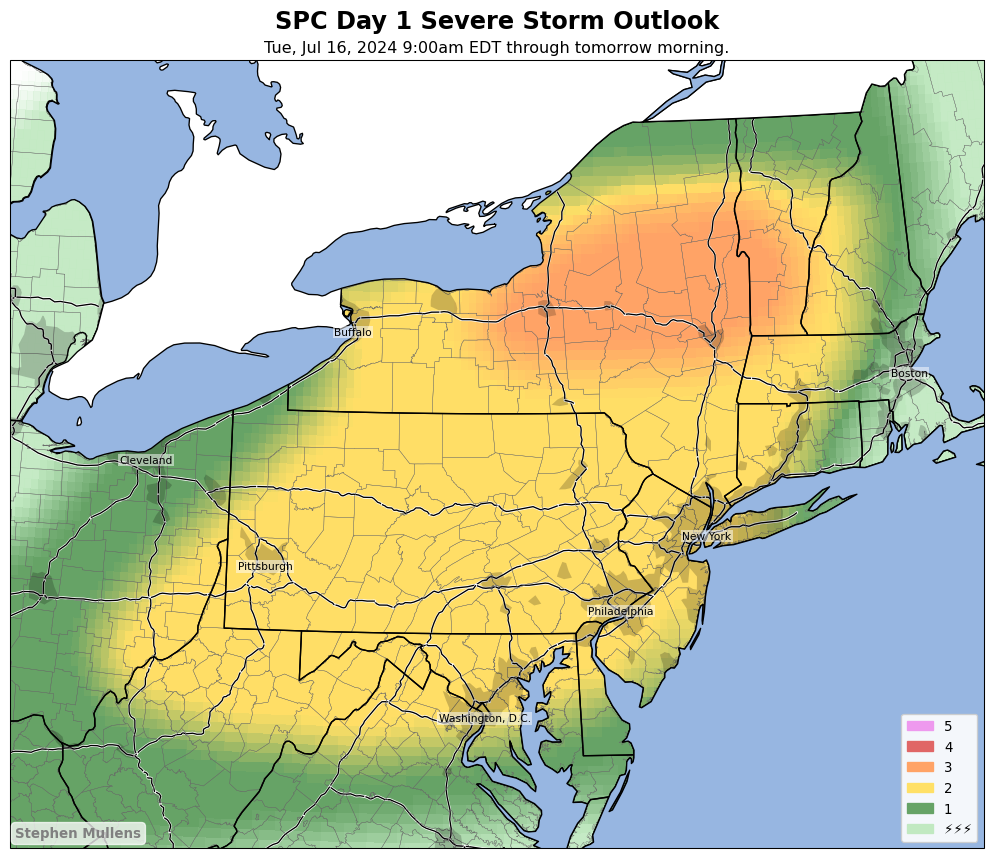 SPC Day 1 Severe Storm Outlook
Tue, Jul 16, 2024 9:00am EDT through tomorrow morning.
Buffalo
Boston
Cleveland
New York
Pittsburgh
Philadelphia
Washington, D.C.
5
4
3
2
1
⚡⚡⚡
Stephen Mullens